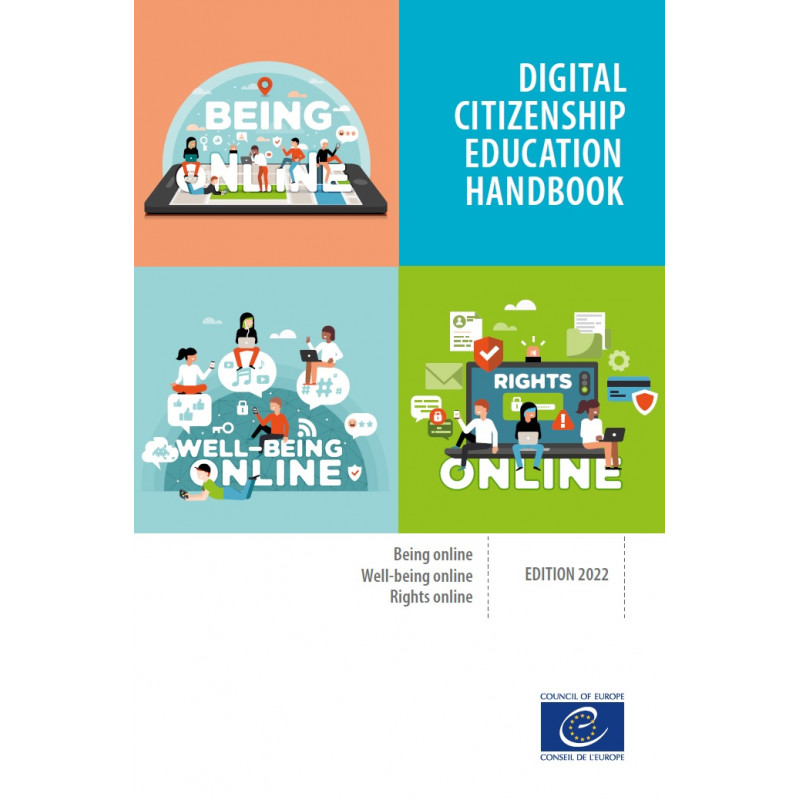 BEING
ONLINE
DIGITAL
CITIZENSHIP
EDUCATION
HANDBOOK
WELL-BEING
ONLINE
RIGHTS
ONLINE
Being online
Well-being online
Rights online
EDITION 2022
COUNCIL OF EUROPE
CONSEIL DE L'EUROPE